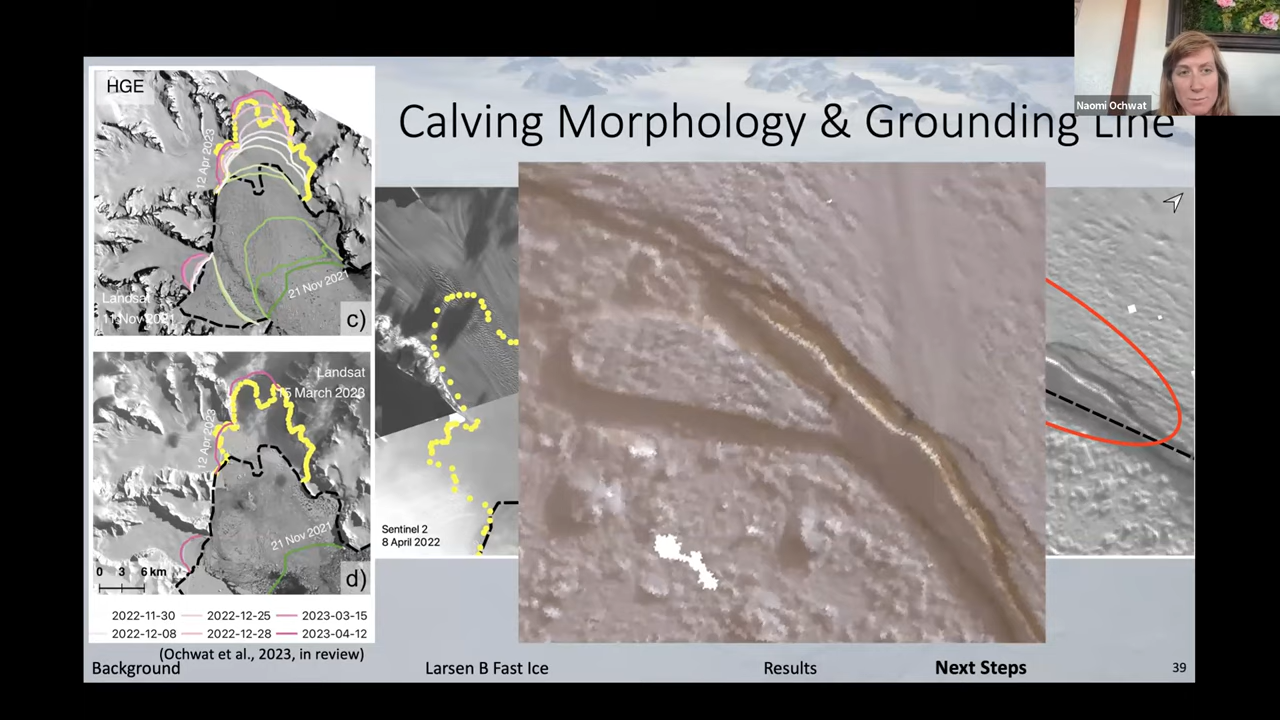 HGE
12 Apr 2023
21 Nov 2021
Landsat
11 Nov 2021
c)
Landsat
15 March 2023
12 Apr 2023
21 Nov 2021
0 3 6 km
d)
2022-11-30 2022-12-25 2023-03-15
2022-12-08 2022-12-28 2023-04-12
(Ochwat et al., 2023, in review)
Calving Morphology & Grounding Line
Naomi Ochwat
Sentinel 2
8 April 2022
Background Larsen B Fast Ice Results Next Steps 39